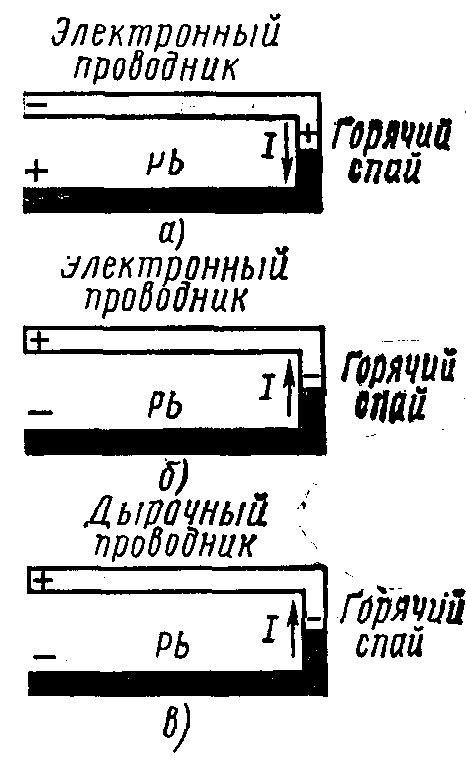 Электронный
проводник
−
+
I
+
Pb
Горячий
спай
а)
Электронный
проводник
+
−
I
−
Pb
Горячий
спай
б)
Дырочный
проводник
+
−
I
−
Pb
Горячий
спай
в)